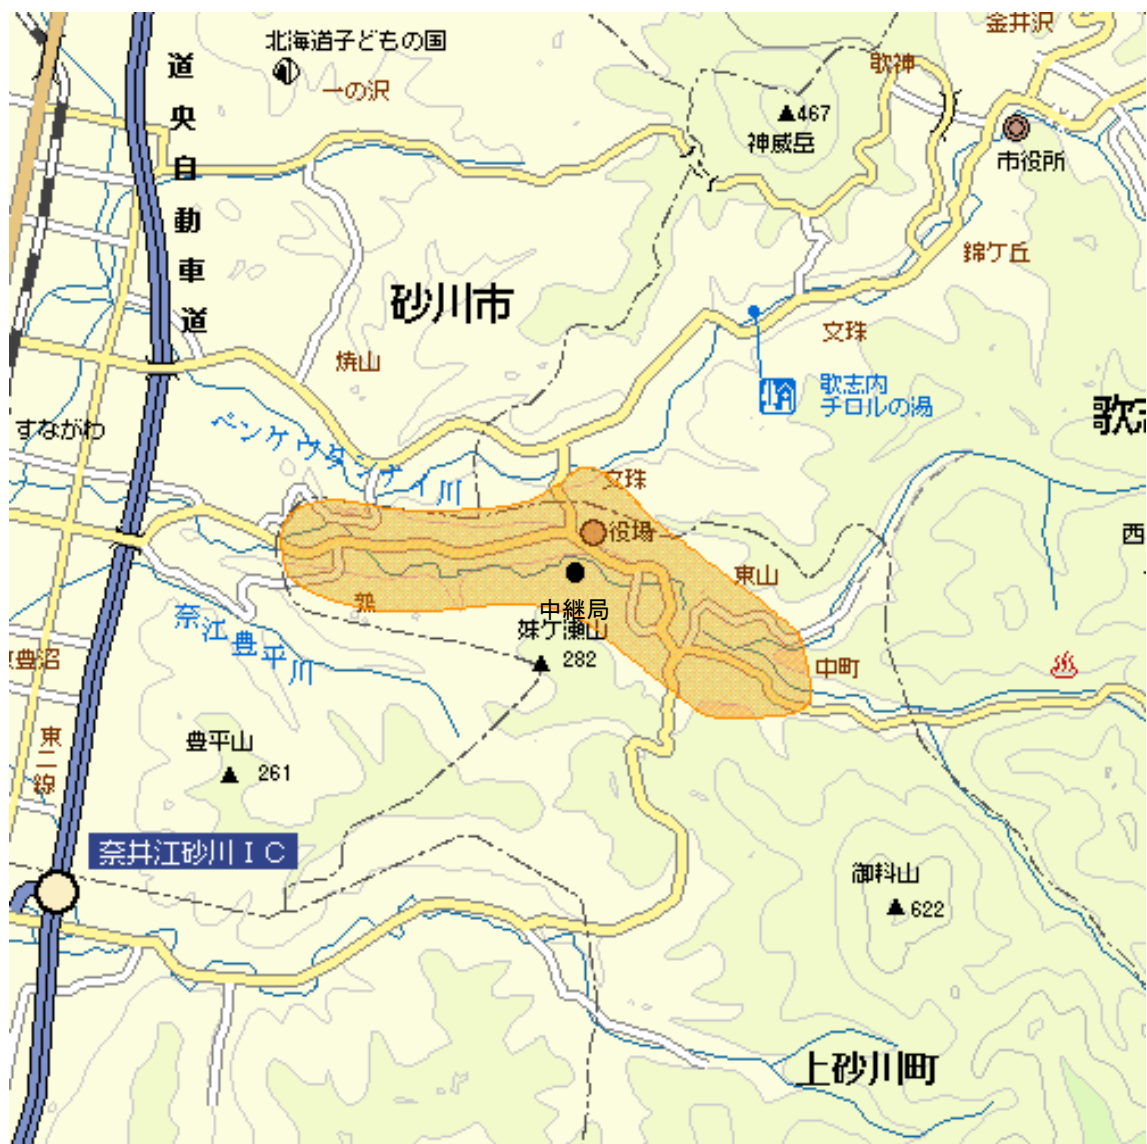 金井沢
北海道子どもの国
一の沢
道央自動車道
歌神
467
神威岳
市役所
錦ケ丘
砂川市
文珠
焼山
歌志内
チロルの湯
すながわ
ペンケウタシナイ川
文珠
役場
西
東山
中継局
鶉
奈江豊平川
妹ケ瀬山
282
豊沼
中町
東二線
豊平山
261
奈井江砂川IC
御料山
622
上砂川町